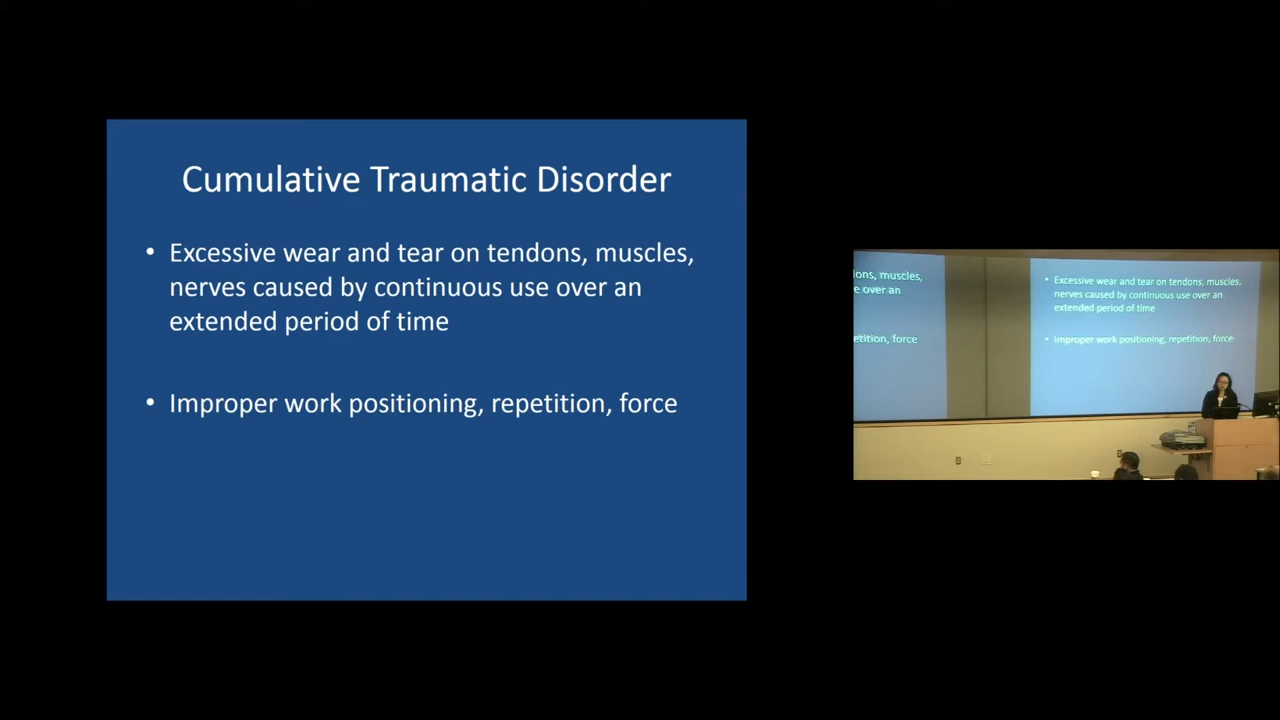 Cumulative Traumatic Disorder
• Excessive wear and tear on tendons, muscles,
nerves caused by continuous use over an
extended period of time
• Improper work positioning, repetition, force
ons, muscles,
e over an
etition, force
• Excessive wear and tear on tendons, muscles,
nerves caused by continuous use over an
extended period of time
• Improper work positioning, repetition, force